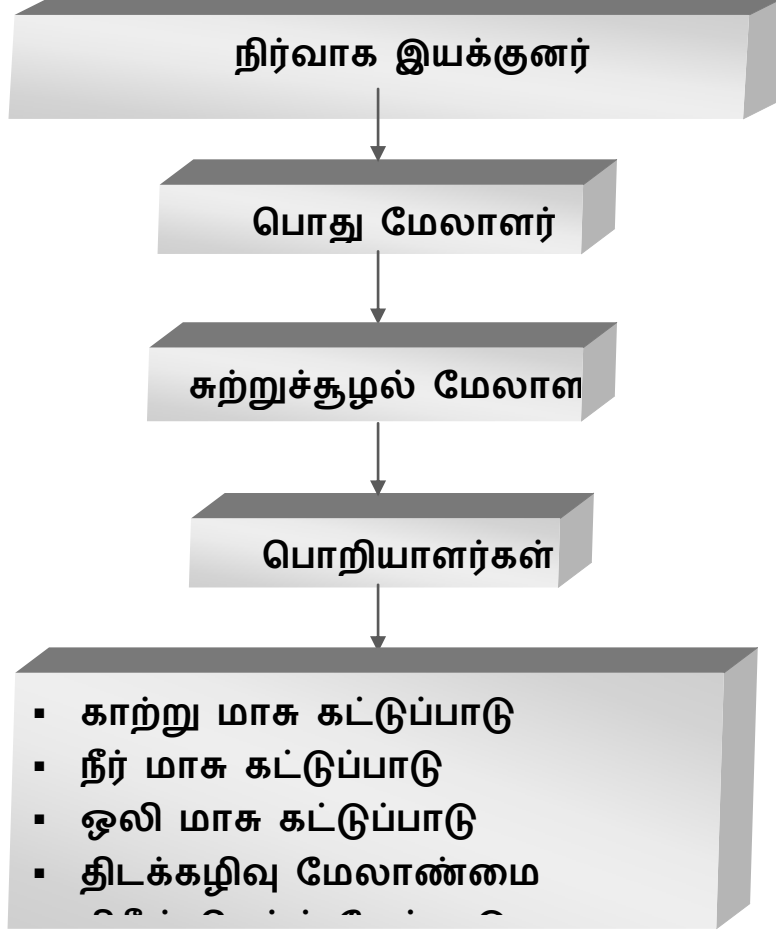 நிர்வாக இயக்குனர்
பொது மேலாளர்
சுற்றுச்சூழல் மேலாள
பொறியாளர்கள்
▪ காற்று மாசு கட்டுப்பாடு
▪ நீர் மாசு கட்டுப்பாடு
▪ ஒலி மாசு கட்டுப்பாடு
▪ திடக்கழிவு மேலாண்மை